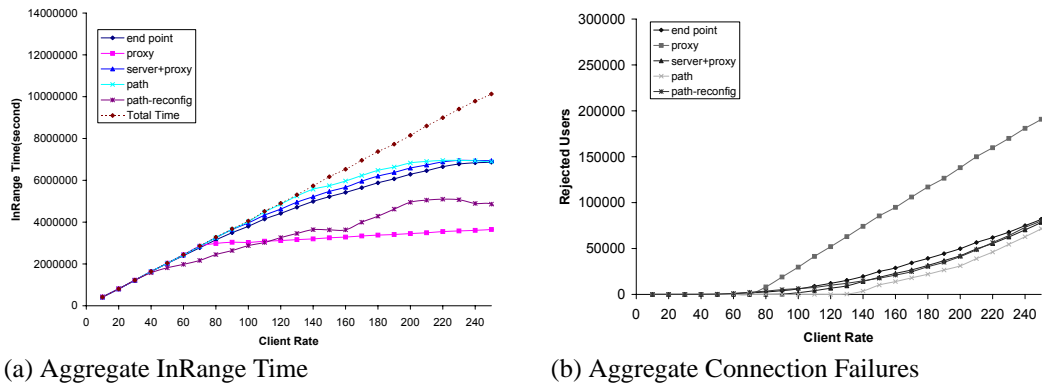 14000000
12000000
10000000
8000000
6000000
4000000
2000000
0
InRange Time(second)
end point
proxy
server+proxy
path
path-reconfig
Total Time
0 20 40 60 80 100 120 140 160 180 200 220 240
Client Rate
(a) Aggregate InRange Time
300000
250000
200000
150000
100000
50000
0
Rejected Users
end point
proxy
server+proxy
path
path-reconfig
0 20 40 60 80 100 120 140 160 180 200 220 240
Client Rate
(b) Aggregate Connection Failures